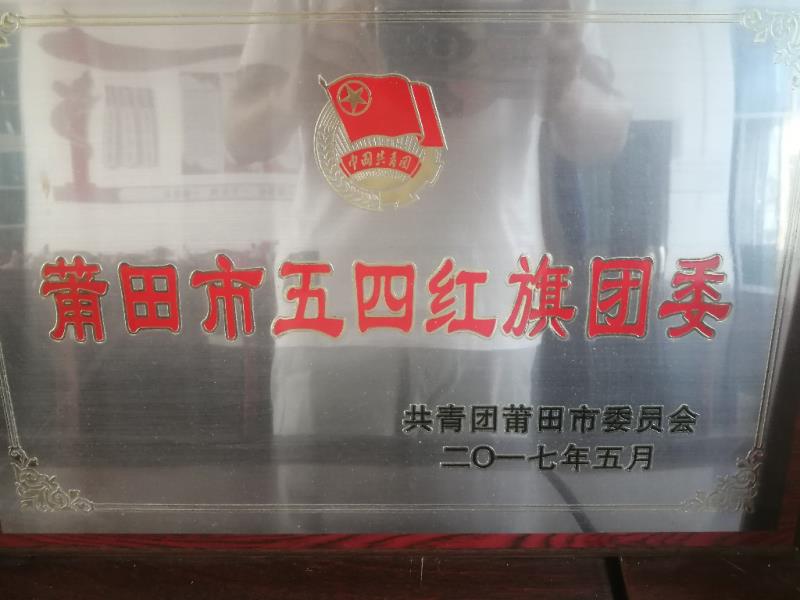 中国共青团
莆田市五四红旗团委
共青团莆田市委员会
二〇一七年五月